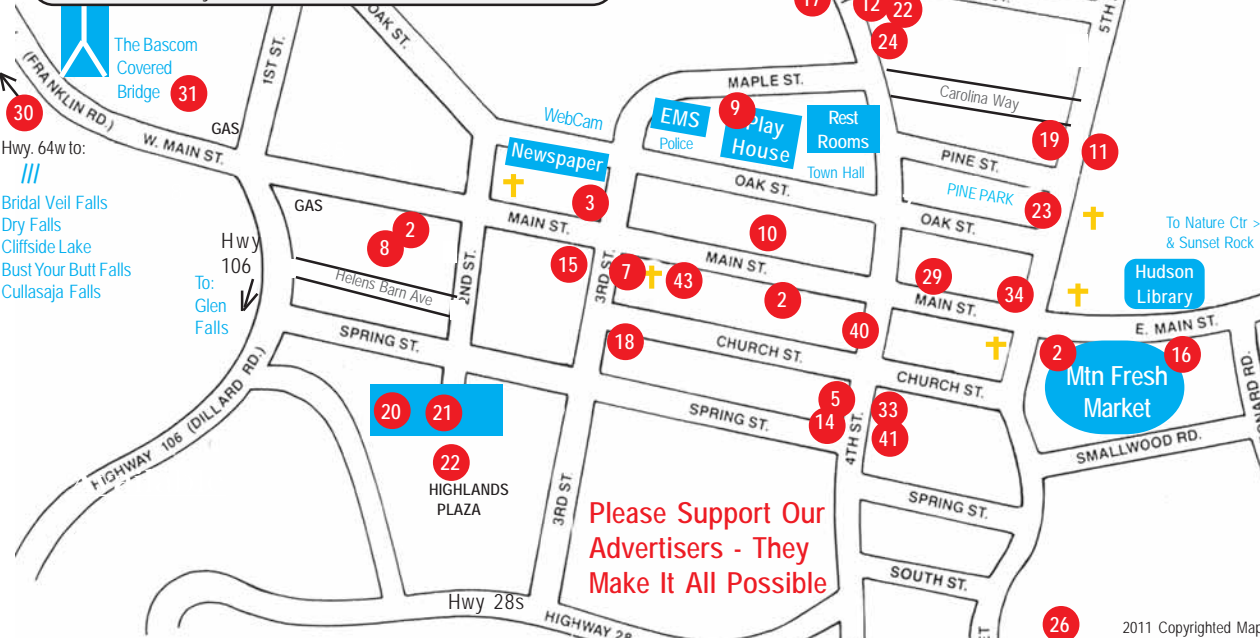 OAK ST.
17
12
22
24
5TH
The Bascom
Covered
Bridge
31
1ST ST.
(FRANKLIN RD.)
30
GAS
W. MAIN ST.
Hwy. 64w to:
///
Bridal Veil Falls
Dry Falls
Cliffside Lake
Bust Your Butt Falls
Cullasaja Falls
MAPLE ST.
Carolina Way
WebCam
EMS
Police
9
Play
House
Rest
Rooms
Town Hall
19
11
PINE ST.
Newspaper
3
OAK ST.
PINE PARK
23
OAK ST.
To Nature Ctr >
& Sunset Rock
GAS
2
8
MAIN ST.
10
Hwy
106
To:
Glen
Falls
Helens Barn Ave
2ND ST.
15
3RD ST.
7
43
MAIN ST.
2
29
34
MAIN ST.
Hudson
Library
E. MAIN ST.
SPRING ST.
18
CHURCH ST.
40
CHURCH ST.
2
16
Mtn Fresh
Market
20
21
22
HIGHLANDS
PLAZA
SPRING ST.
5
14
4TH ST.
33
41
SMALLWOOD RD.
HIGHWAY 106 (DILLARD RD.)
3RD ST.
Please Support Our
Advertisers - They
Make It All Possible
SPRING ST.
SOUTH ST.
Hwy 28s
HIGHWAY 28
26
2011 Copyrighted Map